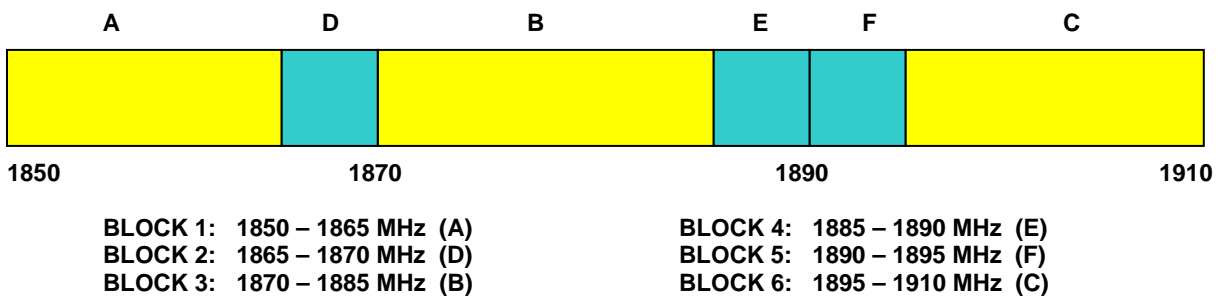 A D B E F C
1850 1870 1890 1910
BLOCK 1: 1850 – 1865 MHz (A)
BLOCK 2: 1865 – 1870 MHz (D)
BLOCK 3: 1870 – 1885 MHz (B)
BLOCK 4: 1885 – 1890 MHz (E)
BLOCK 5: 1890 – 1895 MHz (F)
BLOCK 6: 1895 – 1910 MHz (C)